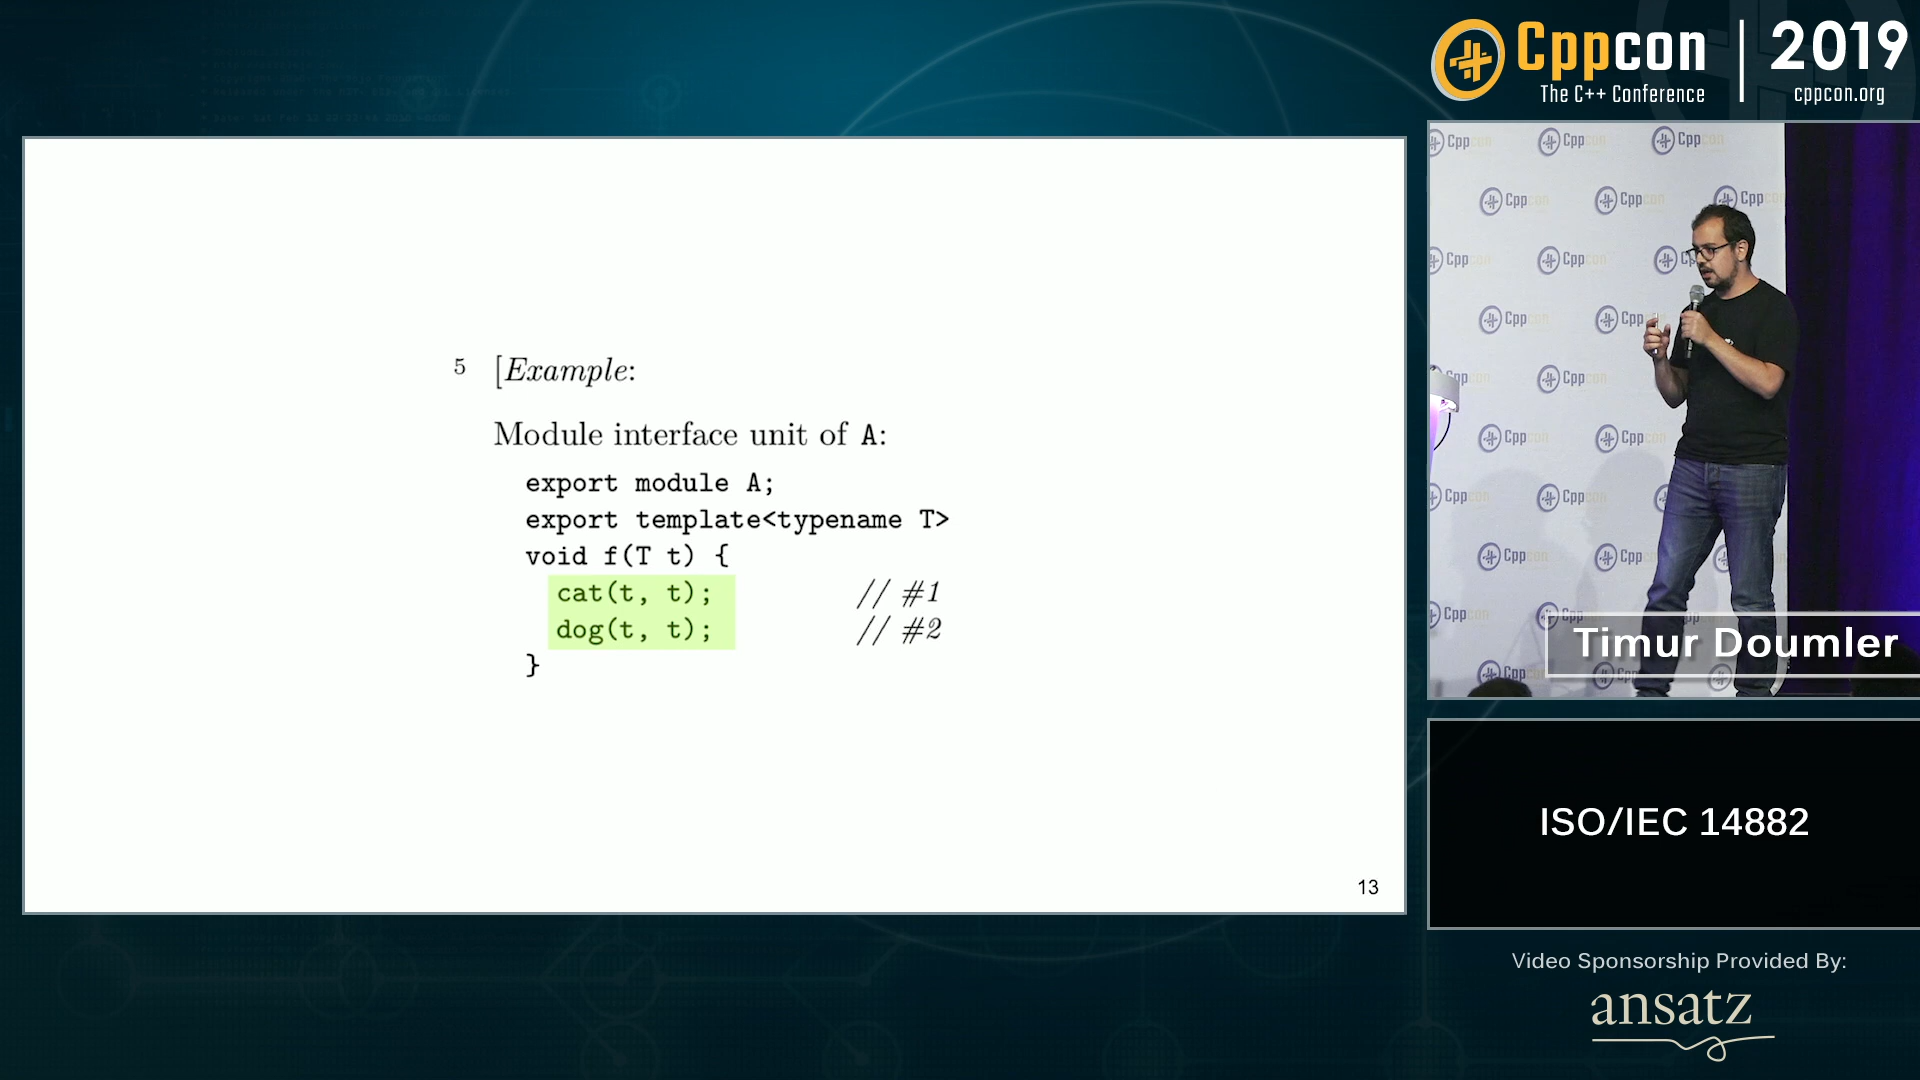 Cppcon
The C++ Conference
2019
cppcon.org
5 [Example:
Module interface unit of A:
export module A;
export template<typename T>
void f(T t) {
cat(t, t); // #1
dog(t, t); // #2
}
13
Timur Doumler
ISO/IEC 14882
Video Sponsorship Provided By:
ansatz